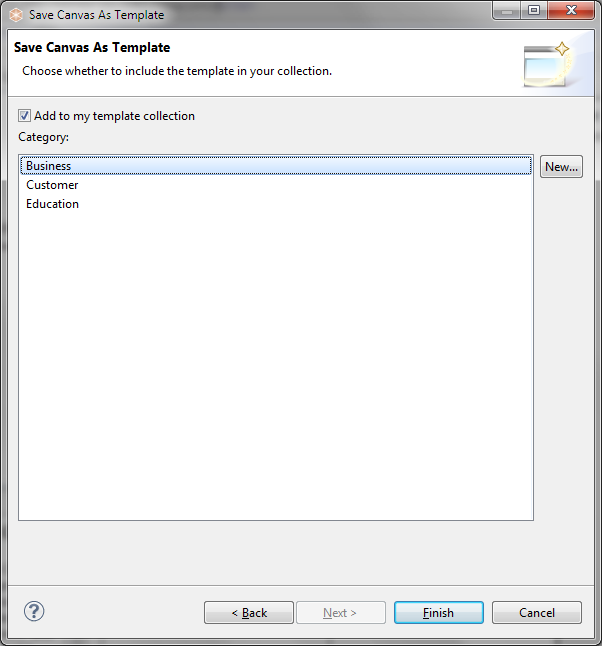 Save Canvas As Template
Save Canvas As Template
Choose whether to include the template in your collection.
Add to my template collection
Category:
Business
New...
Customer
Education
?
< Back
Next >
Finish
Cancel